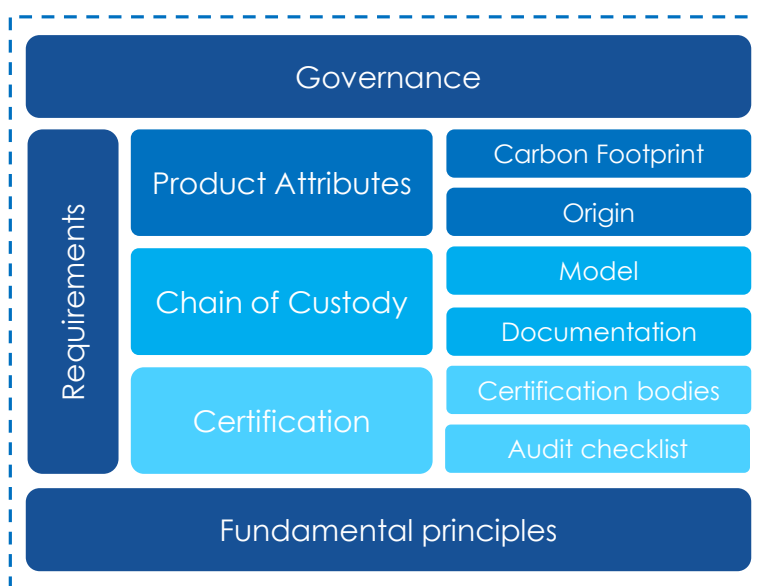 Governance
Requirements
Product Attributes
Carbon Footprint
Origin
Chain of Custody
Model
Documentation
Certification
Certification bodies
Audit checklist
Fundamental principles